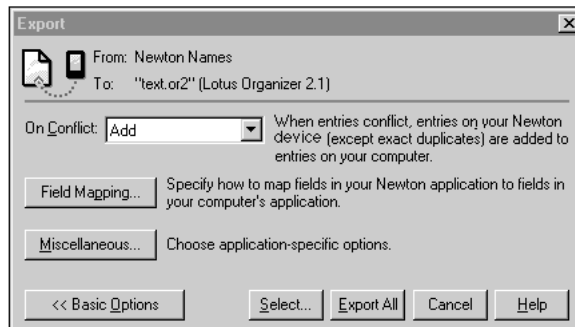 Export
From: Newton Names
To: "text.or2" (Lotus Organizer 2.1)
On Conflict: Add When entries conflict, entries on your Newton
device (except exact duplicates) are added to
entries on your computer.
Field Mapping... Specify how to map fields in your Newton application to fields
in your computer's application.
Miscellaneous... Choose application-specific options.
<< Basic Options Select... Export All Cancel Help